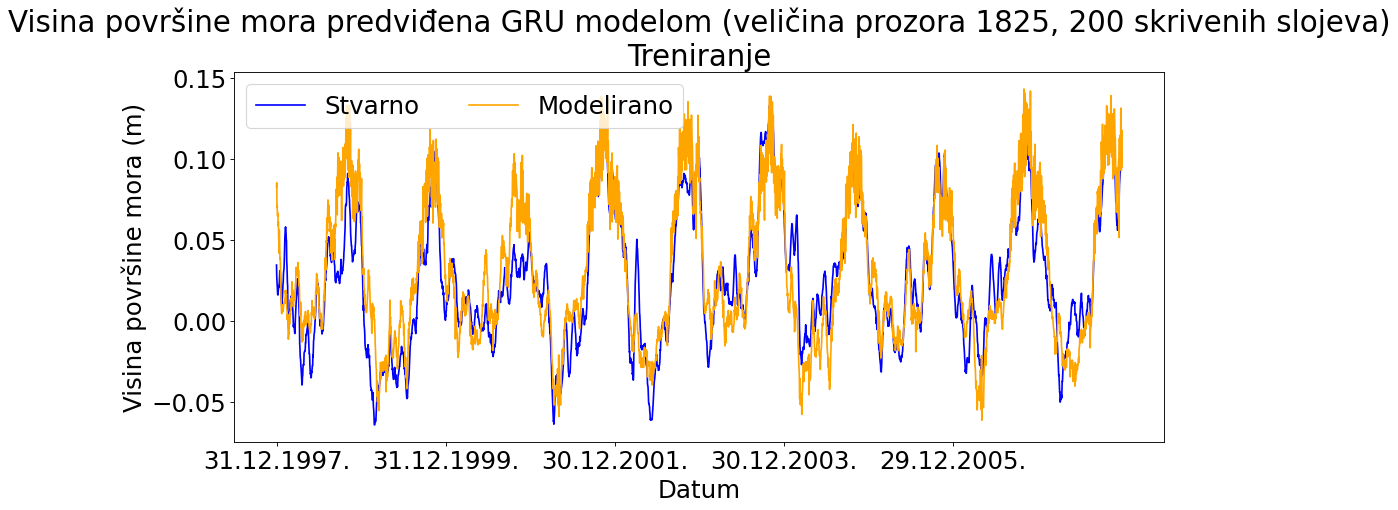 Visina površine mora predviđena GRU modelom (veličina prozora 1825, 200 skrivenih slojeva)
Treniranje
Stvarno
Modelirano
Visina površine mora (m)
0.15
0.10
0.05
0.00
−0.05
31.12.1997.
31.12.1999.
30.12.2001.
30.12.2003.
29.12.2005.
Datum